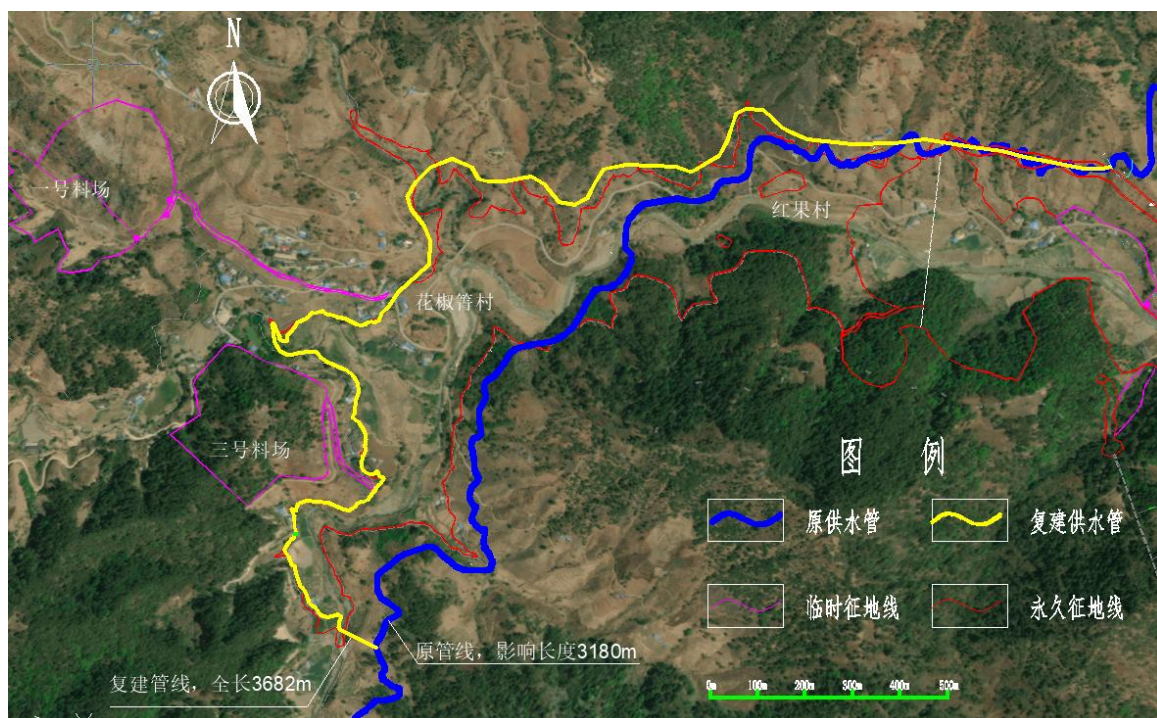 N
一号料场
红果村
花椒箐村
三号料场
图 例
原供水管
复建供水管
临时征地线
永久征地线
原管线，影响长度3180m
复建管线，全长3682m
0m 100m 200m 300m 400m 500m